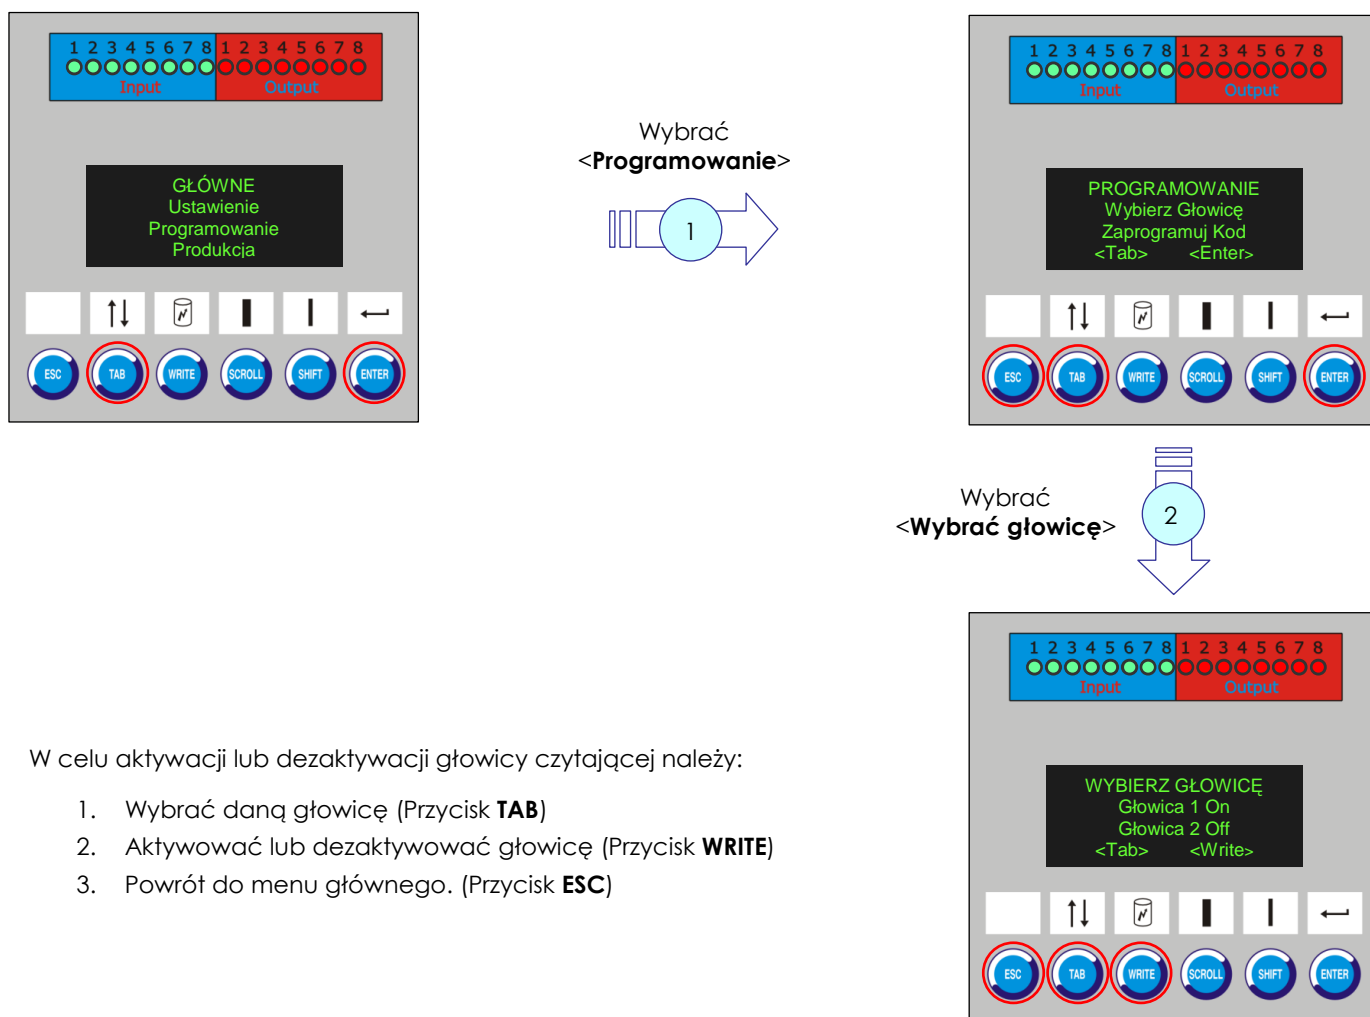 1 2 3 4 5 6 7 8 1 2 3 4 5 6 7 8
Input Output
GŁÓWNE
Ustawienie
Programowanie
Produkcja
ESC TAB WRITE SCROLL SHIFT ENTER
Wybrać
<Programowanie>
1
1 2 3 4 5 6 7 8 1 2 3 4 5 6 7 8
Input Output
PROGRAMOWANIE
Wybierz Głowicę
Zaprogramuj Kod
<Tab> <Enter>
ESC TAB WRITE SCROLL SHIFT ENTER
Wybrać
<Wybrać głowicę>
2
1 2 3 4 5 6 7 8 1 2 3 4 5 6 7 8
Input Output
WYBIERZ GŁOWICĘ
Głowica 1 On
Głowica 2 Off
<Tab> <Write>
ESC TAB WRITE SCROLL SHIFT ENTER
W celu aktywacji lub dezaktywacji głowicy czytającej należy:
1. Wybrać daną głowicę (Przycisk TAB)
2. Aktywować lub dezaktywować głowicę (Przycisk WRITE)
3. Powrót do menu głównego. (Przycisk ESC)